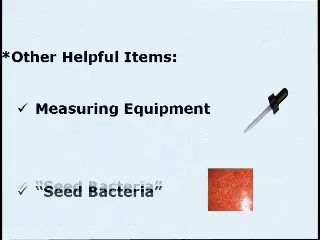 *Other Helpful Items:
✓ Measuring Equipment
✓ “Seed Bacteria”